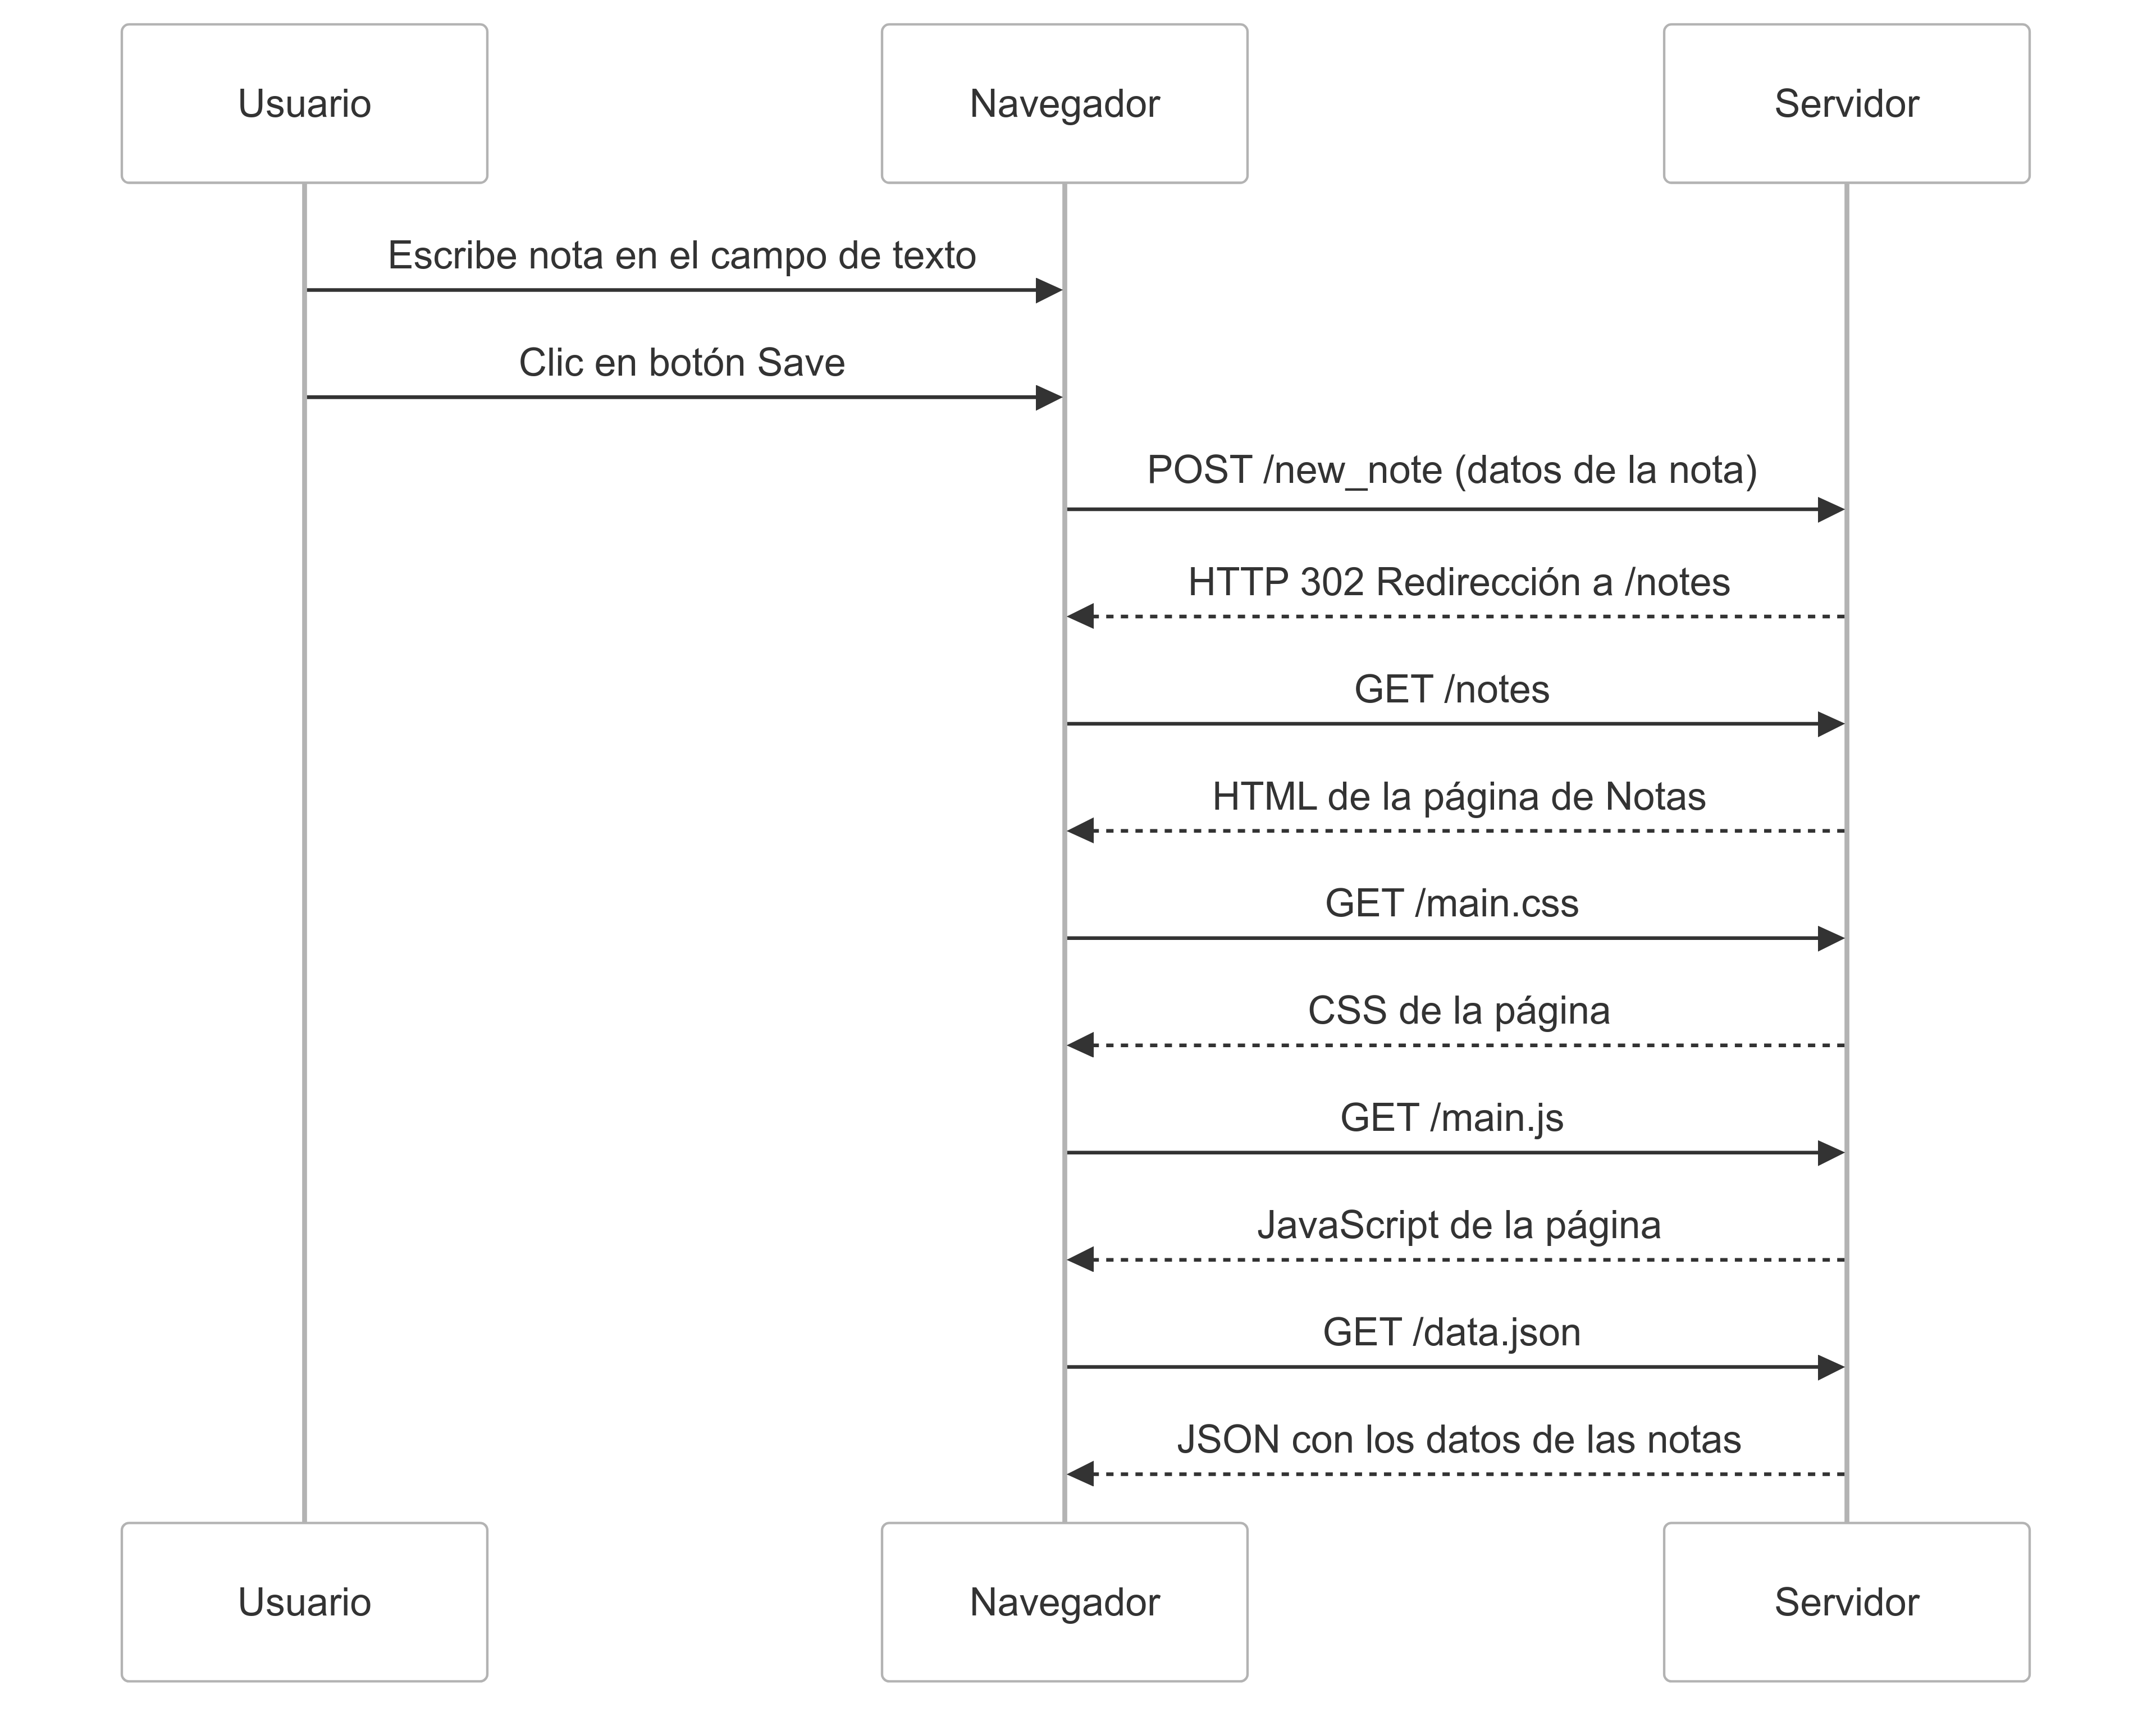 Usuario
Navegador
Servidor
Escribe nota en el campo de texto
Clic en botón Save
POST /new_note (datos de la nota)
HTTP 302 Redirección a /notes
GET /notes
HTML de la página de Notas
GET /main.css
CSS de la página
GET /main.js
JavaScript de la página
GET /data.json
JSON con los datos de las notas
Usuario
Navegador
Servidor